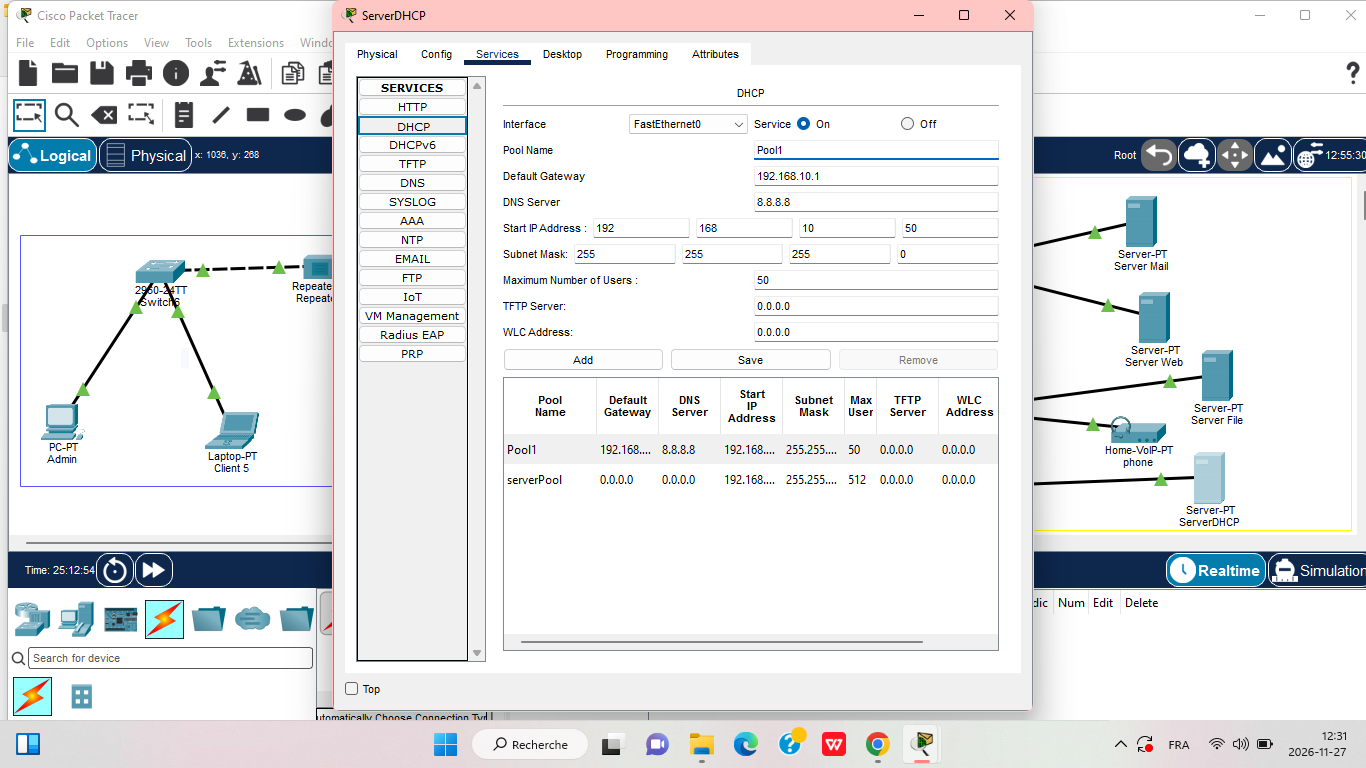 Cisco Packet Tracer
File Edit Options View Tools Extensions Windo
Logical Physical x: 1036, y: 268
2960-24TT
Switch6
Repeate
Repeate
PC-PT
Admin
Laptop-PT
Client 5
Time: 25:12:54
Search for device
ServerDHCP
Physical Config Services Desktop Programming Attributes
SERVICES
HTTP
DHCP
DHCPv6
TFTP
DNS
SYSLOG
AAA
NTP
EMAIL
FTP
IoT
VM Management
Radius EAP
PRP
DHCP
Interface FastEthernet0 Service On Off
Pool Name Pool1
Default Gateway 192.168.10.1
DNS Server 8.8.8.8
Start IP Address : 192 168 10 50
Subnet Mask: 255 255 255 0
Maximum Number of Users : 50
TFTP Server: 0.0.0.0
WLC Address: 0.0.0.0
Add Save Remove
Pool Name Default Gateway DNS Server Start IP Address Subnet Mask Max User TFTP Server WLC Address
Pool1 192.168.... 8.8.8.8 192.168.... 255.255.... 50 0.0.0.0 0.0.0.0
serverPool 0.0.0.0 0.0.0.0 192.168.... 255.255.... 512 0.0.0.0 0.0.0.0
Top
utomatically Choose Connection Typ
Root 12:55:30
Server-PT
Server Mail
Server-PT
Server Web
Server-PT
Server File
Home-VoIP-PT
phone
Server-PT
ServerDHCP
Realtime Simulation
dic Num Edit Delete
Recherche
FRA
12:31
2026-11-27